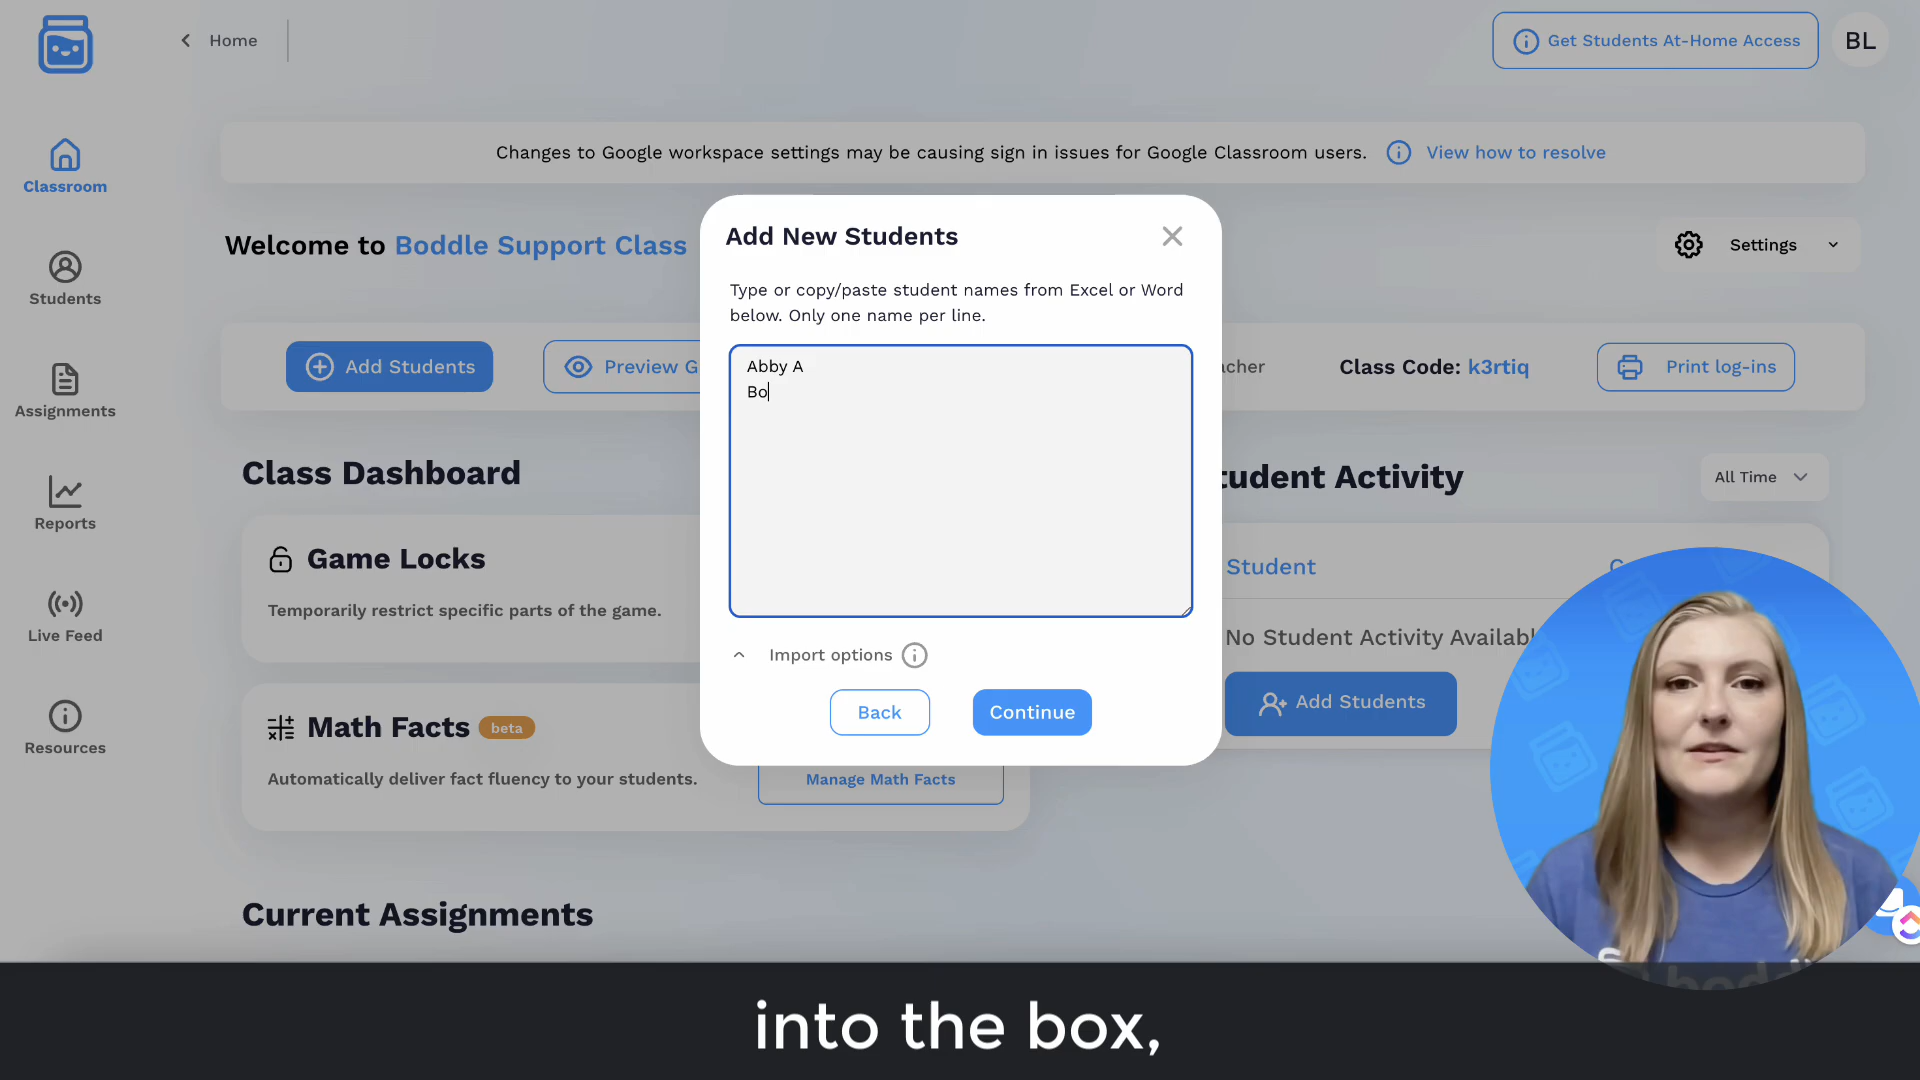 Home
Get Students At-Home Access
BL
Changes to Google workspace settings may be causing sign in issues for Google Classroom users.
View how to resolve
Classroom
Students
Assignments
Reports
Live Feed
Resources
Welcome to Boddle Support Class
Settings
Add Students
Preview G
acher
Class Code: k3rtiq
Print log-ins
Add New Students
Type or copy/paste student names from Excel or Word
below. Only one name per line.
Abby A
Bo
Import options
Back
Continue
Class Dashboard
Game Locks
Temporarily restrict specific parts of the game.
Math Facts beta
Automatically deliver fact fluency to your students.
Manage Math Facts
tudent Activity
All Time
Student
No Student Activity Availabl
Add Students
Current Assignments
into the box,